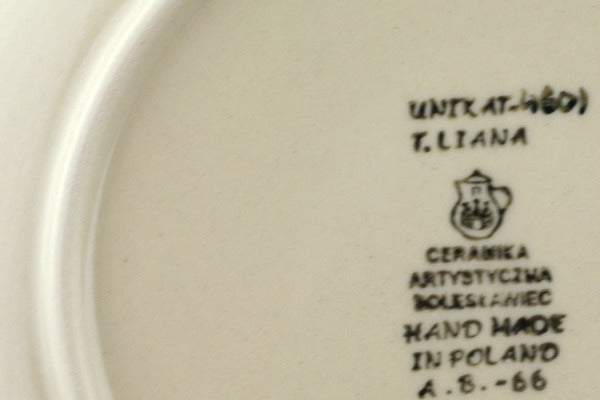 UNIKAT-
T. LIANA
CERAMIKA
ARTYSTYCZNA
BOLESŁAWIEC
HAND MADE
IN POLAND
A.B.-66